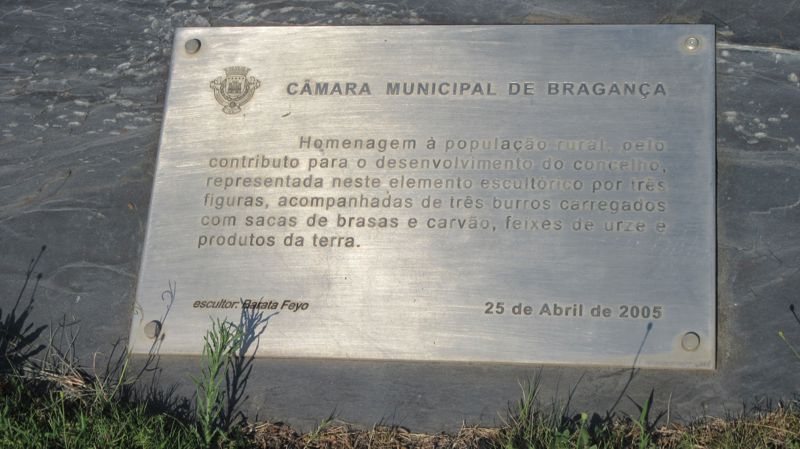 CÂMARA MUNICIPAL DE BRAGANÇA
Homenagem à população rural, pelo
contributo para o desenvolvimento do concelho,
representada neste elemento escultórico por três
figuras, acompanhadas de três burros carregados
com sacas de brasas e carvão, feixes de urze e
produtos da terra.
escultor: Barata Feyo
25 de Abril de 2005